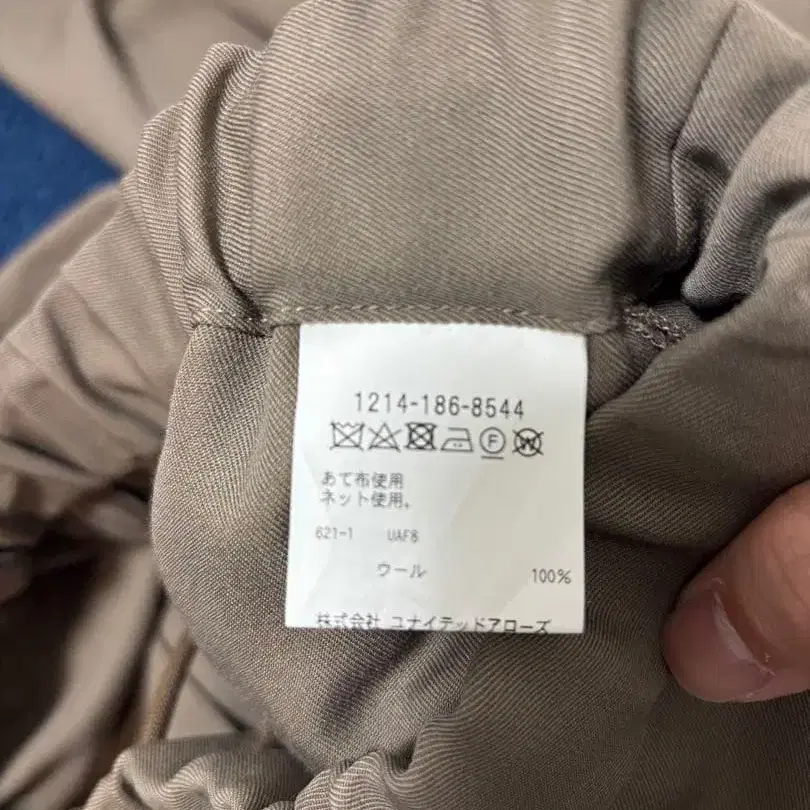 1214-186-8544
あて布使用
ネット使用。
621-1 UAF8
ウール 100%
株式会社 ユナイテッドアローズ